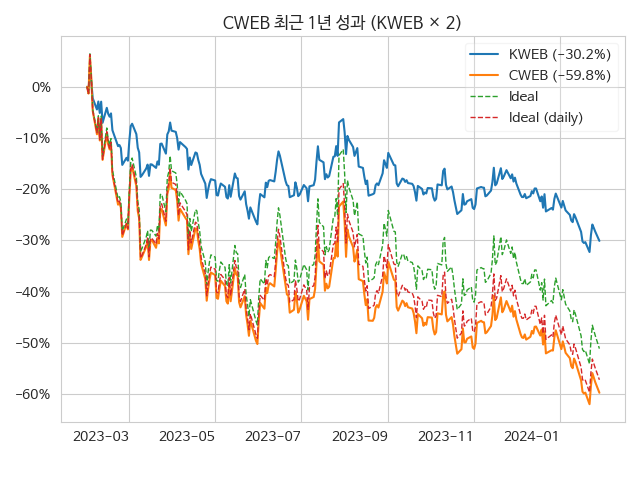 CWEB 최근 1년 성과 (KWEB × 2)
KWEB (−30.2%)
CWEB (−59.8%)
Ideal
Ideal (daily)
0%
−10%
−20%
−30%
−40%
−50%
−60%
2023-03 2023-05 2023-07 2023-09 2023-11 2024-01